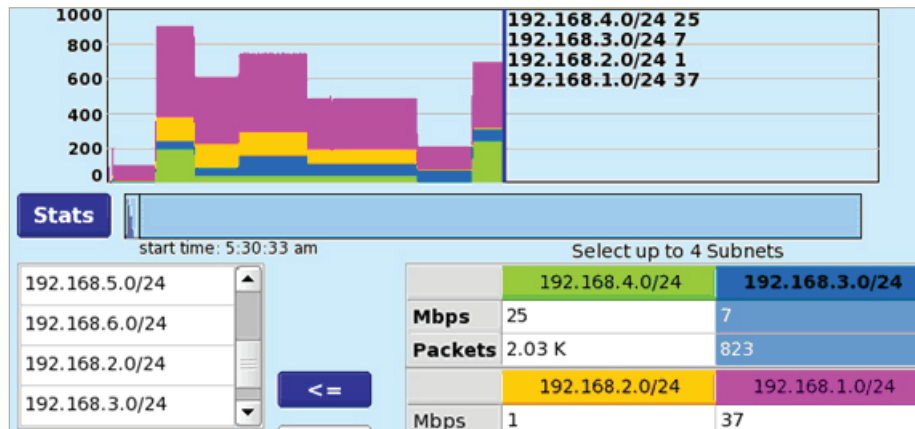 1000
800
600
400
200
0
192.168.4.0/24 25
192.168.3.0/24 7
192.168.2.0/24 1
192.168.1.0/24 37
Stats
start time: 5:30:33 am
Select up to 4 Subnets
192.168.5.0/24
192.168.6.0/24
192.168.2.0/24
192.168.3.0/24
<=
192.168.4.0/24 192.168.3.0/24
Mbps 25 7
Packets 2.03 K 823
192.168.2.0/24 192.168.1.0/24
Mbps 1 37